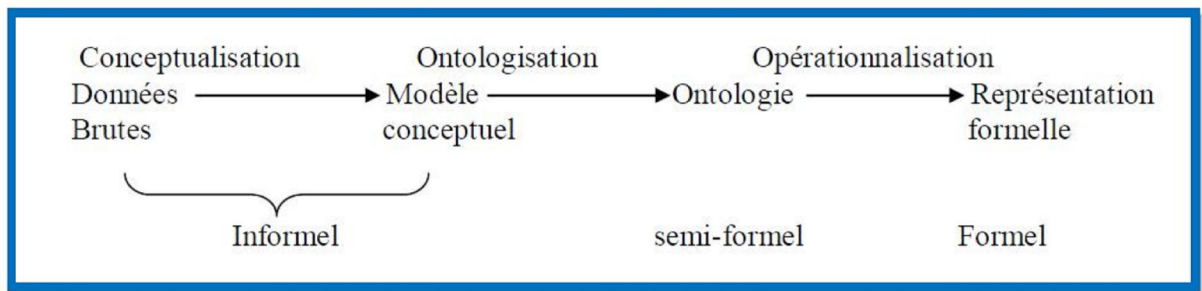 Conceptualisation Ontologisation Opérationnalisation
Données Modèle Ontologie Représentation
Brutes conceptuel formelle
Informel semi-formel Formel